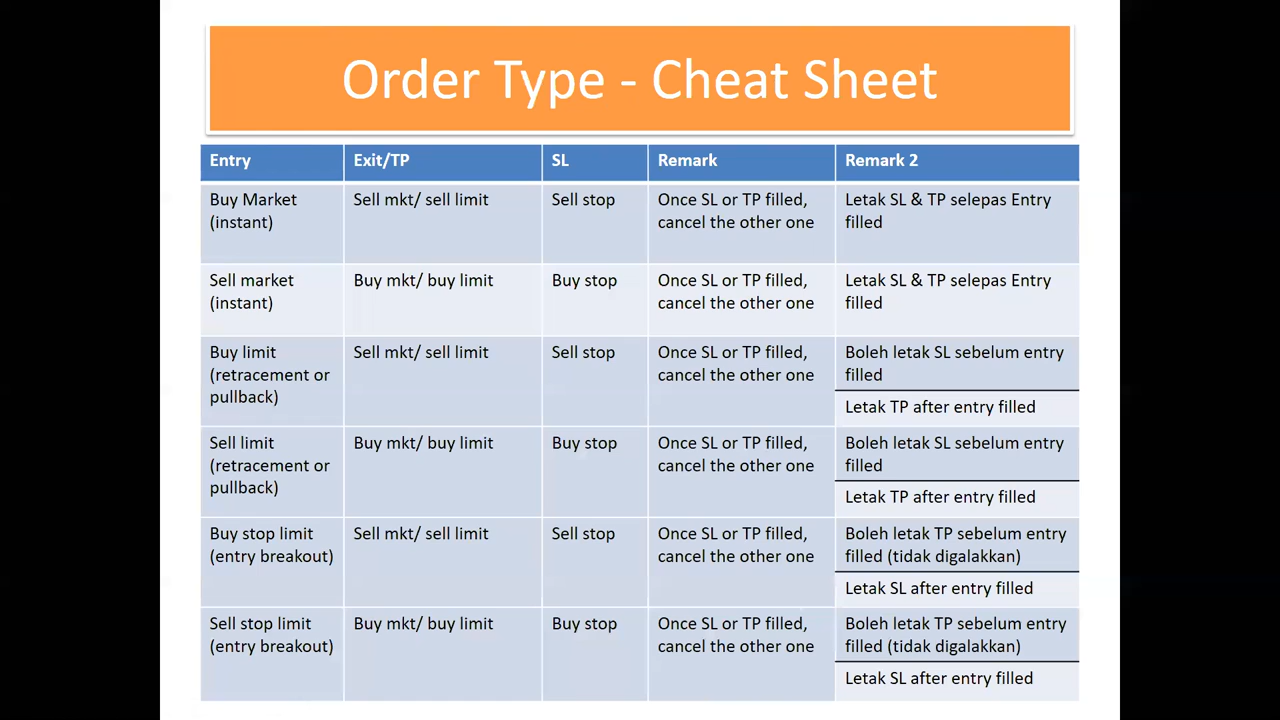 Order Type - Cheat Sheet
Entry
Exit/TP
SL
Remark
Remark 2
Buy Market
(instant)
Sell mkt/ sell limit
Sell stop
Once SL or TP filled,
cancel the other one
Letak SL & TP selepas Entry
filled
Sell market
(instant)
Buy mkt/ buy limit
Buy stop
Once SL or TP filled,
cancel the other one
Letak SL & TP selepas Entry
filled
Buy limit
(retracement or
pullback)
Sell mkt/ sell limit
Sell stop
Once SL or TP filled,
cancel the other one
Boleh letak SL sebelum entry
filled
Letak TP after entry filled
Sell limit
(retracement or
pullback)
Buy mkt/ buy limit
Buy stop
Once SL or TP filled,
cancel the other one
Boleh letak SL sebelum entry
filled
Letak TP after entry filled
Buy stop limit
(entry breakout)
Sell mkt/ sell limit
Sell stop
Once SL or TP filled,
cancel the other one
Boleh letak TP sebelum entry
filled (tidak digalakkan)
Letak SL after entry filled
Sell stop limit
(entry breakout)
Buy mkt/ buy limit
Buy stop
Once SL or TP filled,
cancel the other one
Boleh letak TP sebelum entry
filled (tidak digalakkan)
Letak SL after entry filled